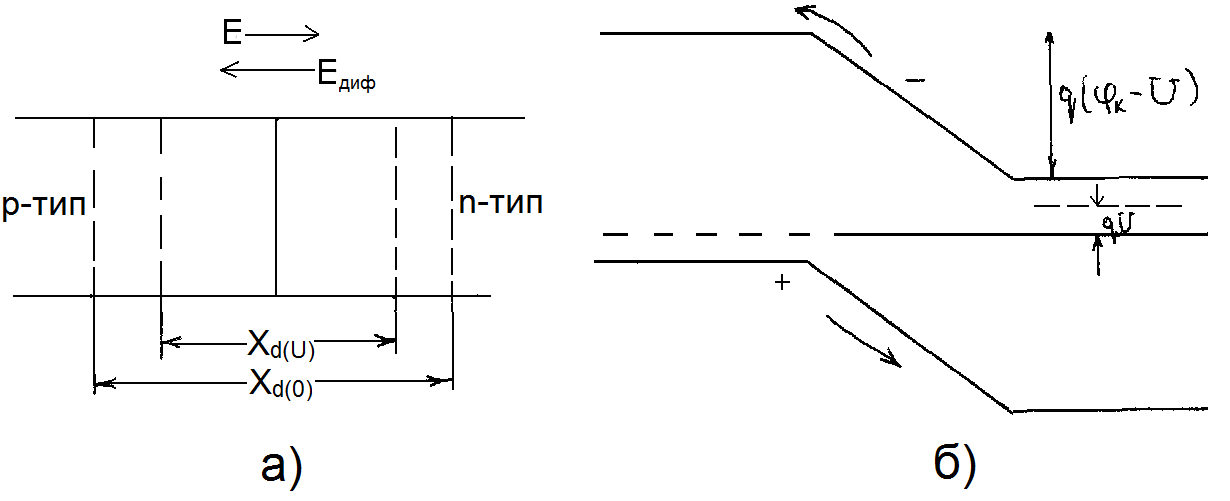 E
Eдиф
p-тип
n-тип
Xd(U)
Xd(0)
а)
−
q(φк − U)
qU
+
б)